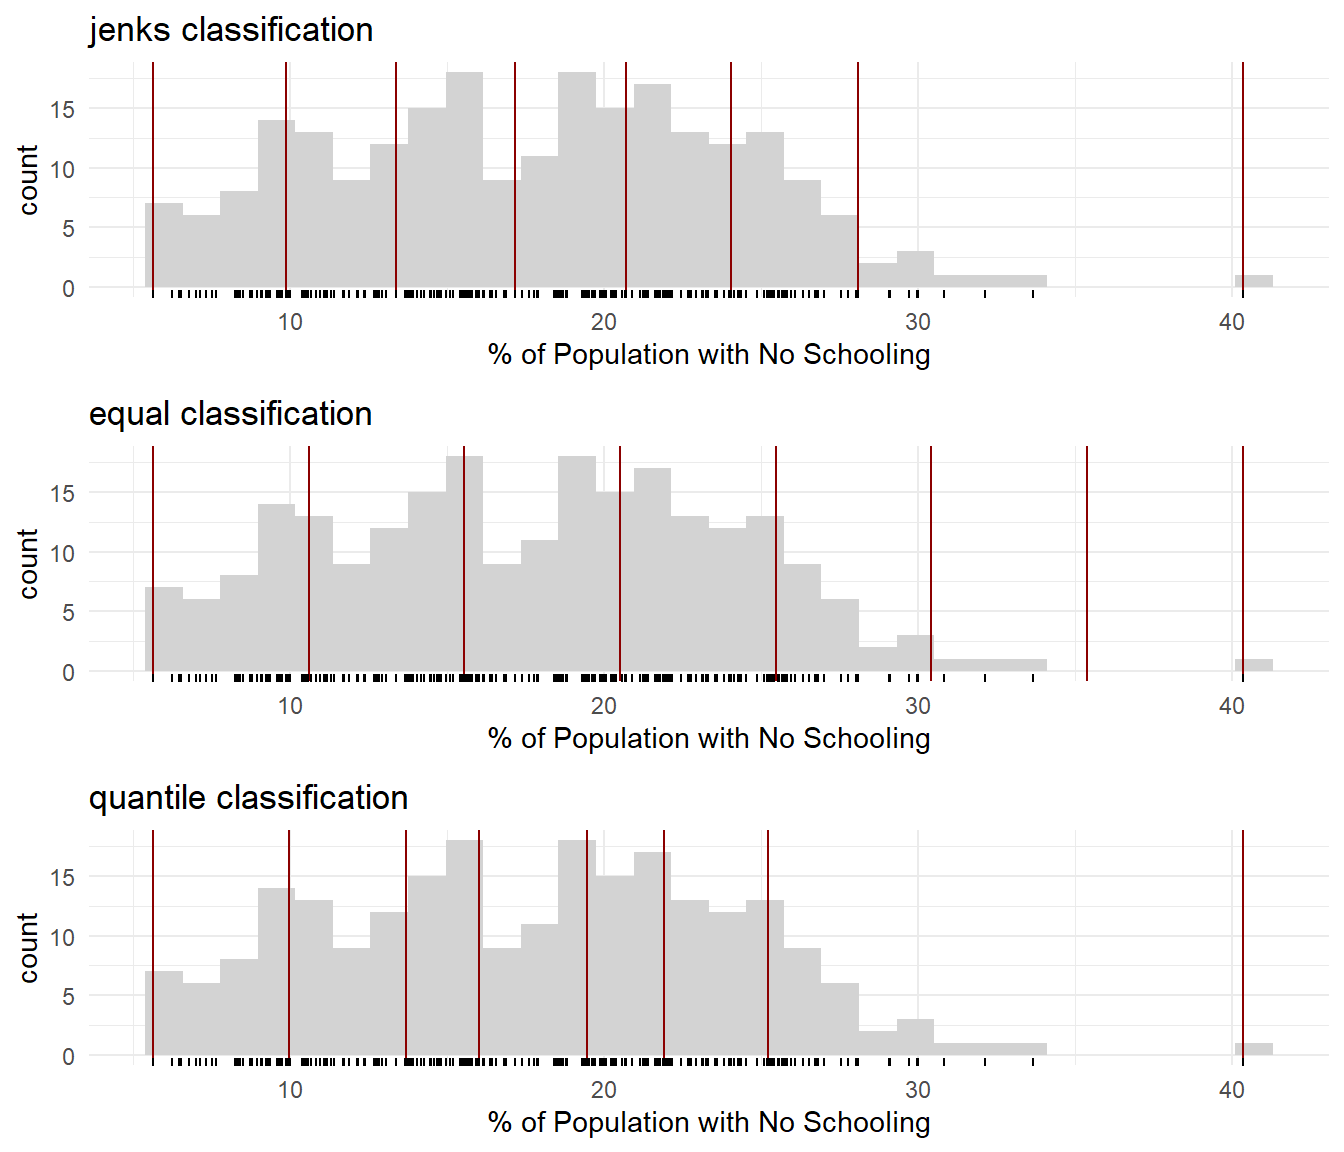 jenks classification
15
10
5
0
count
10 20 30 40
% of Population with No Schooling
equal classification
15
10
5
0
count
10 20 30 40
% of Population with No Schooling
quantile classification
15
10
5
0
count
10 20 30 40
% of Population with No Schooling